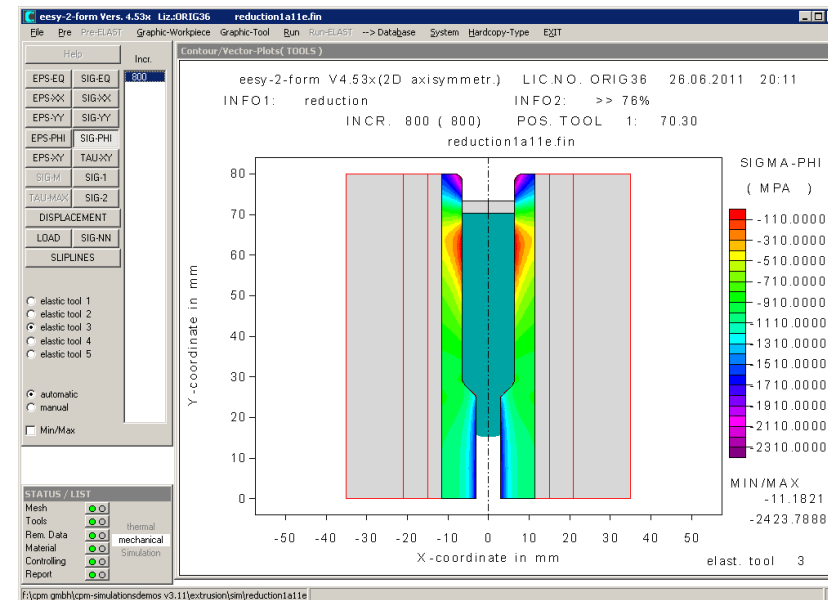 eesy-2-form Vers. 4.53x Liz.:ORIG36 reduction1a11e.fin
File Pre Pre-ELAST Graphic-Workpiece Graphic-Tool Run Run-ELAST --> Database System Hardcopy-Type EXIT
Help
Incr.
800
EPS-EQ SIG-EQ
EPS-XX SIG-XX
EPS-YY SIG-YY
EPS-PHI SIG-PHI
EPS-XY TAU-XY
SIG-M SIG-1
TAU-MAX SIG-2
DISPLACEMENT
LOAD SIG-NN
SLIPLINES
elastic tool 1
elastic tool 2
elastic tool 3
elastic tool 4
elastic tool 5
automatic
manual
Min/Max
STATUS / LIST
Mesh
Tools
Rem. Data
Material
Controlling
Report
thermal
mechanical
Simulation
Contour/Vector-Plots( TOOLS )
eesy-2-form V4.53x(2D axisymmetr.) LIC.NO. ORIG36 26.06.2011 20:11
INFO1: reduction INFO2: >> 76%
INCR. 800 ( 800) POS. TOOL 1: 70.30
reduction1a11e.fin
Y-coordinate in mm
80
70
60
50
40
30
20
10
0
-50 -40 -30 -20 -10 0 10 20 30 40 50
X-coordinate in mm
SIGMA-PHI
( MPA )
-110.0000
-310.0000
-510.0000
-710.0000
-910.0000
-1110.0000
-1310.0000
-1510.0000
-1710.0000
-1910.0000
-2110.0000
-2310.0000
MIN/MAX
-11.1821
-2423.7888
elast. tool 3
f:\cpm gmbh\cpm-simulationsdemos v3.11\extrusion\sim\reduction1a11e